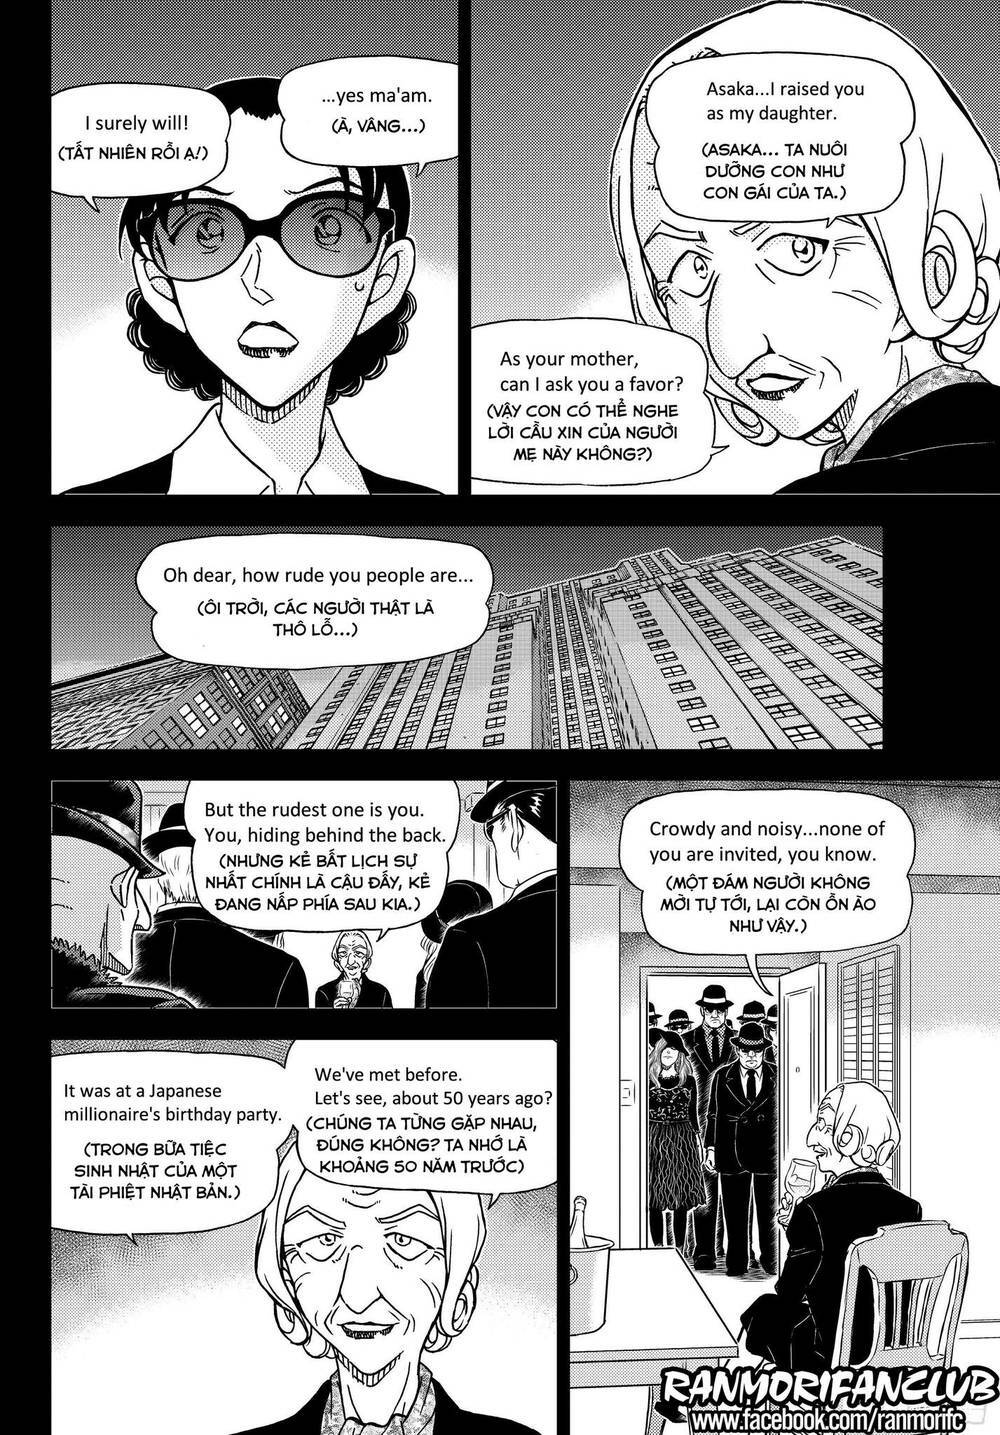 Asaka...I raised you
as my daughter.
(ASAKA... TA NUÔI
DƯỠNG CON NHƯ
CON GÁI CỦA TA.)
As your mother,
can I ask you a favor?
(VẬY CON CÓ THỂ NGHE
LỜI CẦU XIN CỦA NGƯỜI
MẸ NÀY KHÔNG?)
...yes ma'am.
(À, VÂNG...)
I surely will!
(TẤT NHIÊN RỒI Ạ!)
Oh dear, how rude you people are...
(ÔI TRỜI, CÁC NGƯỜI THẬT LÀ
THÔ LỖ...)
Crowdy and noisy...none of
you are invited, you know.
(MỘT ĐÁM NGƯỜI KHÔNG
MỜI TỰ TỚI, LẠI CÒN ỒN ÀO
NHƯ VẬY.)
But the rudest one is you.
You, hiding behind the back.
(NHƯNG KẺ BẤT LỊCH SỰ
NHẤT CHÍNH LÀ CẬU ĐẤY, KẺ
ĐANG NẤP PHÍA SAU KIA.)
We've met before.
Let's see, about 50 years ago?
(CHÚNG TA TỪNG GẶP NHAU,
ĐÚNG KHÔNG? TA NHỚ LÀ
KHOẢNG 50 NĂM TRƯỚC)
It was at a Japanese
millionaire's birthday party.
(TRONG BỮA TIỆC
SINH NHẬT CỦA MỘT
TÀI PHIỆT NHẬT BẢN.)
RANMORIFANCLUB
www.facebook.com/ranmorifc